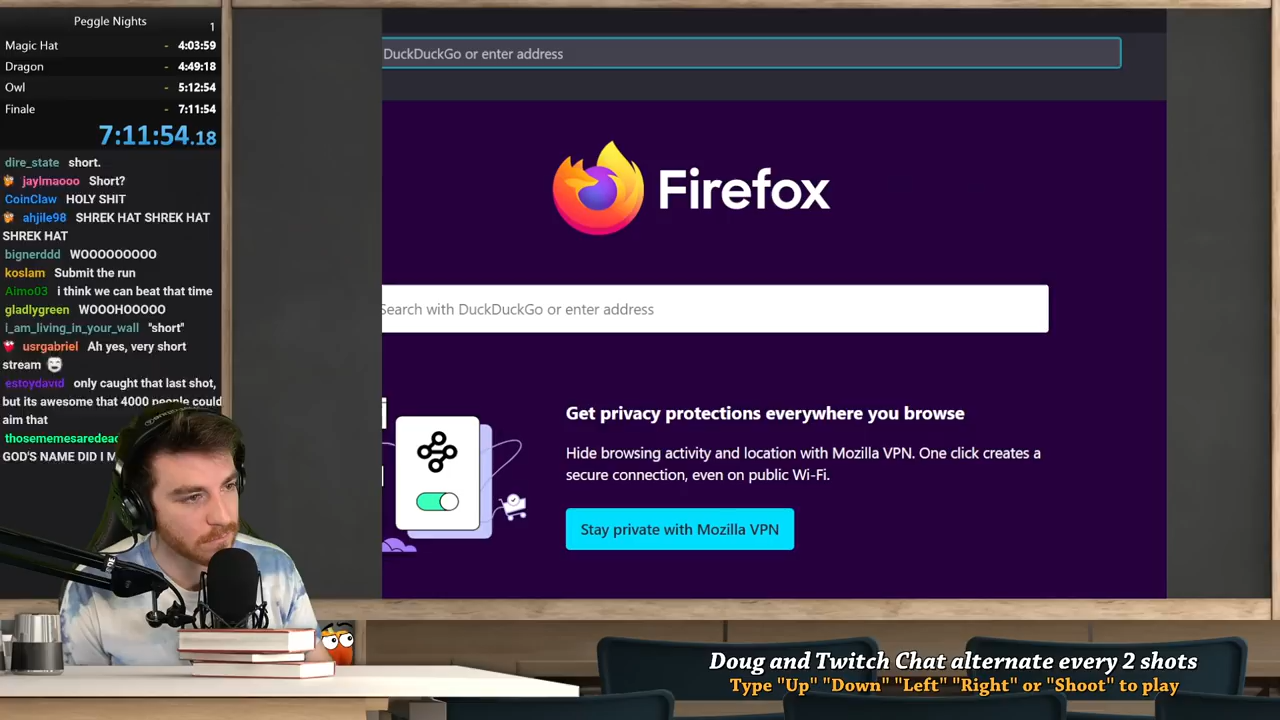 Peggle Nights
1
Magic Hat - 4:03:59
Dragon - 4:49:18
Owl - 5:12:54
Finale - 7:11:54
7:11:54.18
dire_state short.
jaylmaooo Short?
CoinClaw HOLY SHIT
ahjile98 SHREK HAT SHREK HAT
SHREK HAT
bignerddd WOOOOOOOOO
koslam Submit the run
Aimo03 i think we can beat that time
gladlygreen WOOOHOOOOO
i_am_living_in_your_wall "short"
usrgabriel Ah yes, very short
stream
estoydavid only caught that last shot,
but its awesome that 4000 people could
aim that
GOD'S NAME DID I
DuckDuckGo or enter address
Firefox
Search with DuckDuckGo or enter address
Get privacy protections everywhere you browse
Hide browsing activity and location with Mozilla VPN. One click creates a
secure connection, even on public Wi-Fi.
Stay private with Mozilla VPN
Doug and Twitch Chat alternate every 2 shots
Type "Up" "Down" "Left" "Right" or "Shoot" to play